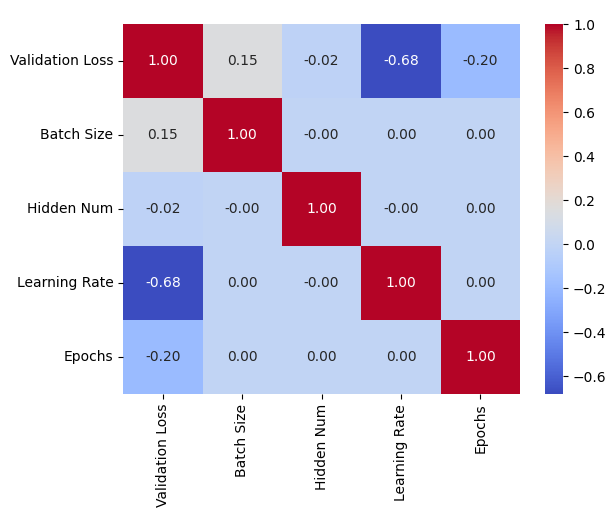 Validation Loss 1.00 0.15 -0.02 -0.68 -0.20
Batch Size 0.15 1.00 -0.00 0.00 0.00
Hidden Num -0.02 -0.00 1.00 -0.00 0.00
Learning Rate -0.68 0.00 -0.00 1.00 0.00
Epochs -0.20 0.00 0.00 0.00 1.00
Validation Loss
Batch Size
Hidden Num
Learning Rate
Epochs
1.0
0.8
0.6
0.4
0.2
0.0
−0.2
−0.4
−0.6